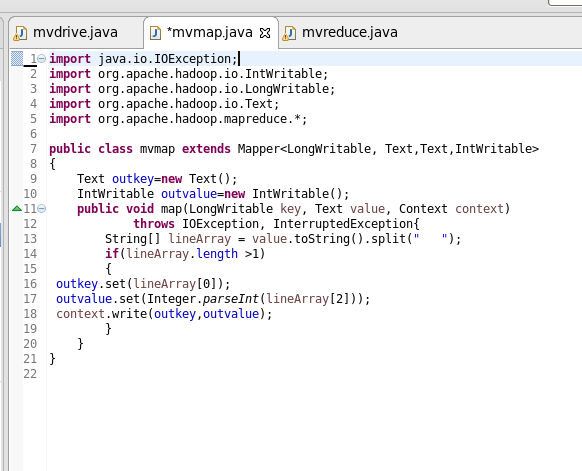 mvdrive.java *mvmap.java mvreduce.java
1 import java.io.IOException;
2 import org.apache.hadoop.io.IntWritable;
3 import org.apache.hadoop.io.LongWritable;
4 import org.apache.hadoop.io.Text;
5 import org.apache.hadoop.mapreduce.*;
6
7 public class mvmap extends Mapper<LongWritable, Text,Text,IntWritable>
8 {
9     Text outkey=new Text();
10     IntWritable outvalue=new IntWritable();
11     public void map(LongWritable key, Text value, Context context)
12             throws IOException, InterruptedException{
13         String[] lineArray = value.toString().split("   ");
14         if(lineArray.length >1)
15         {
16  outkey.set(lineArray[0]);
17  outvalue.set(Integer.parseInt(lineArray[2]));
18  context.write(outkey,outvalue);
19         }
20     }
21 }
22